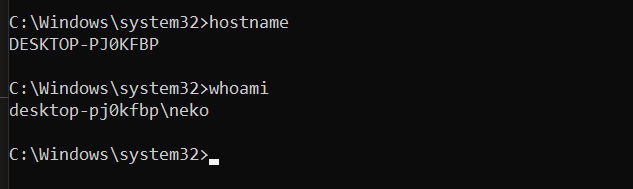 C:\Windows\system32>hostname
DESKTOP-PJ0KFBP
C:\Windows\system32>whoami
desktop-pj0kfbp\neko
C:\Windows\system32>